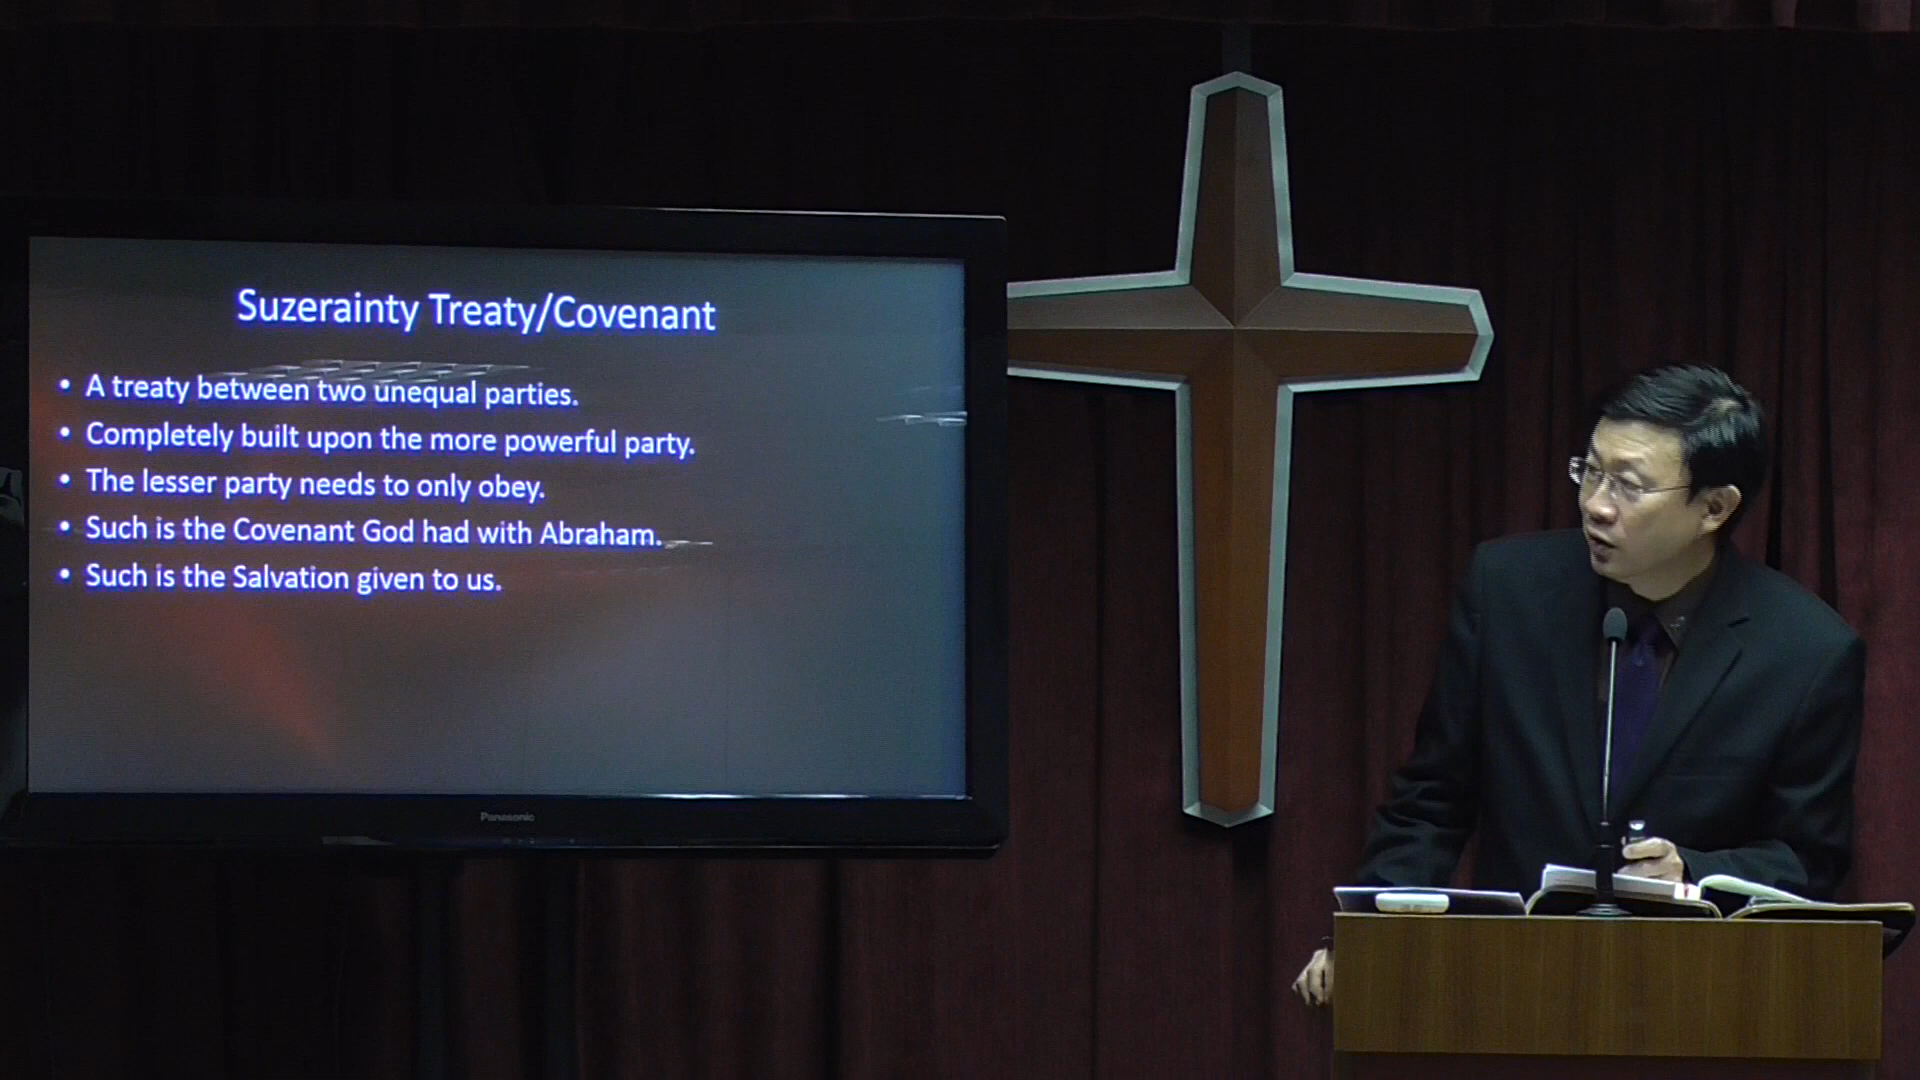 Suzerainty Treaty/Covenant
• A treaty between two unequal parties.
• Completely built upon the more powerful party.
• The lesser party needs to only obey.
• Such is the Covenant God had with Abraham.
• Such is the Salvation given to us.
Panasonic